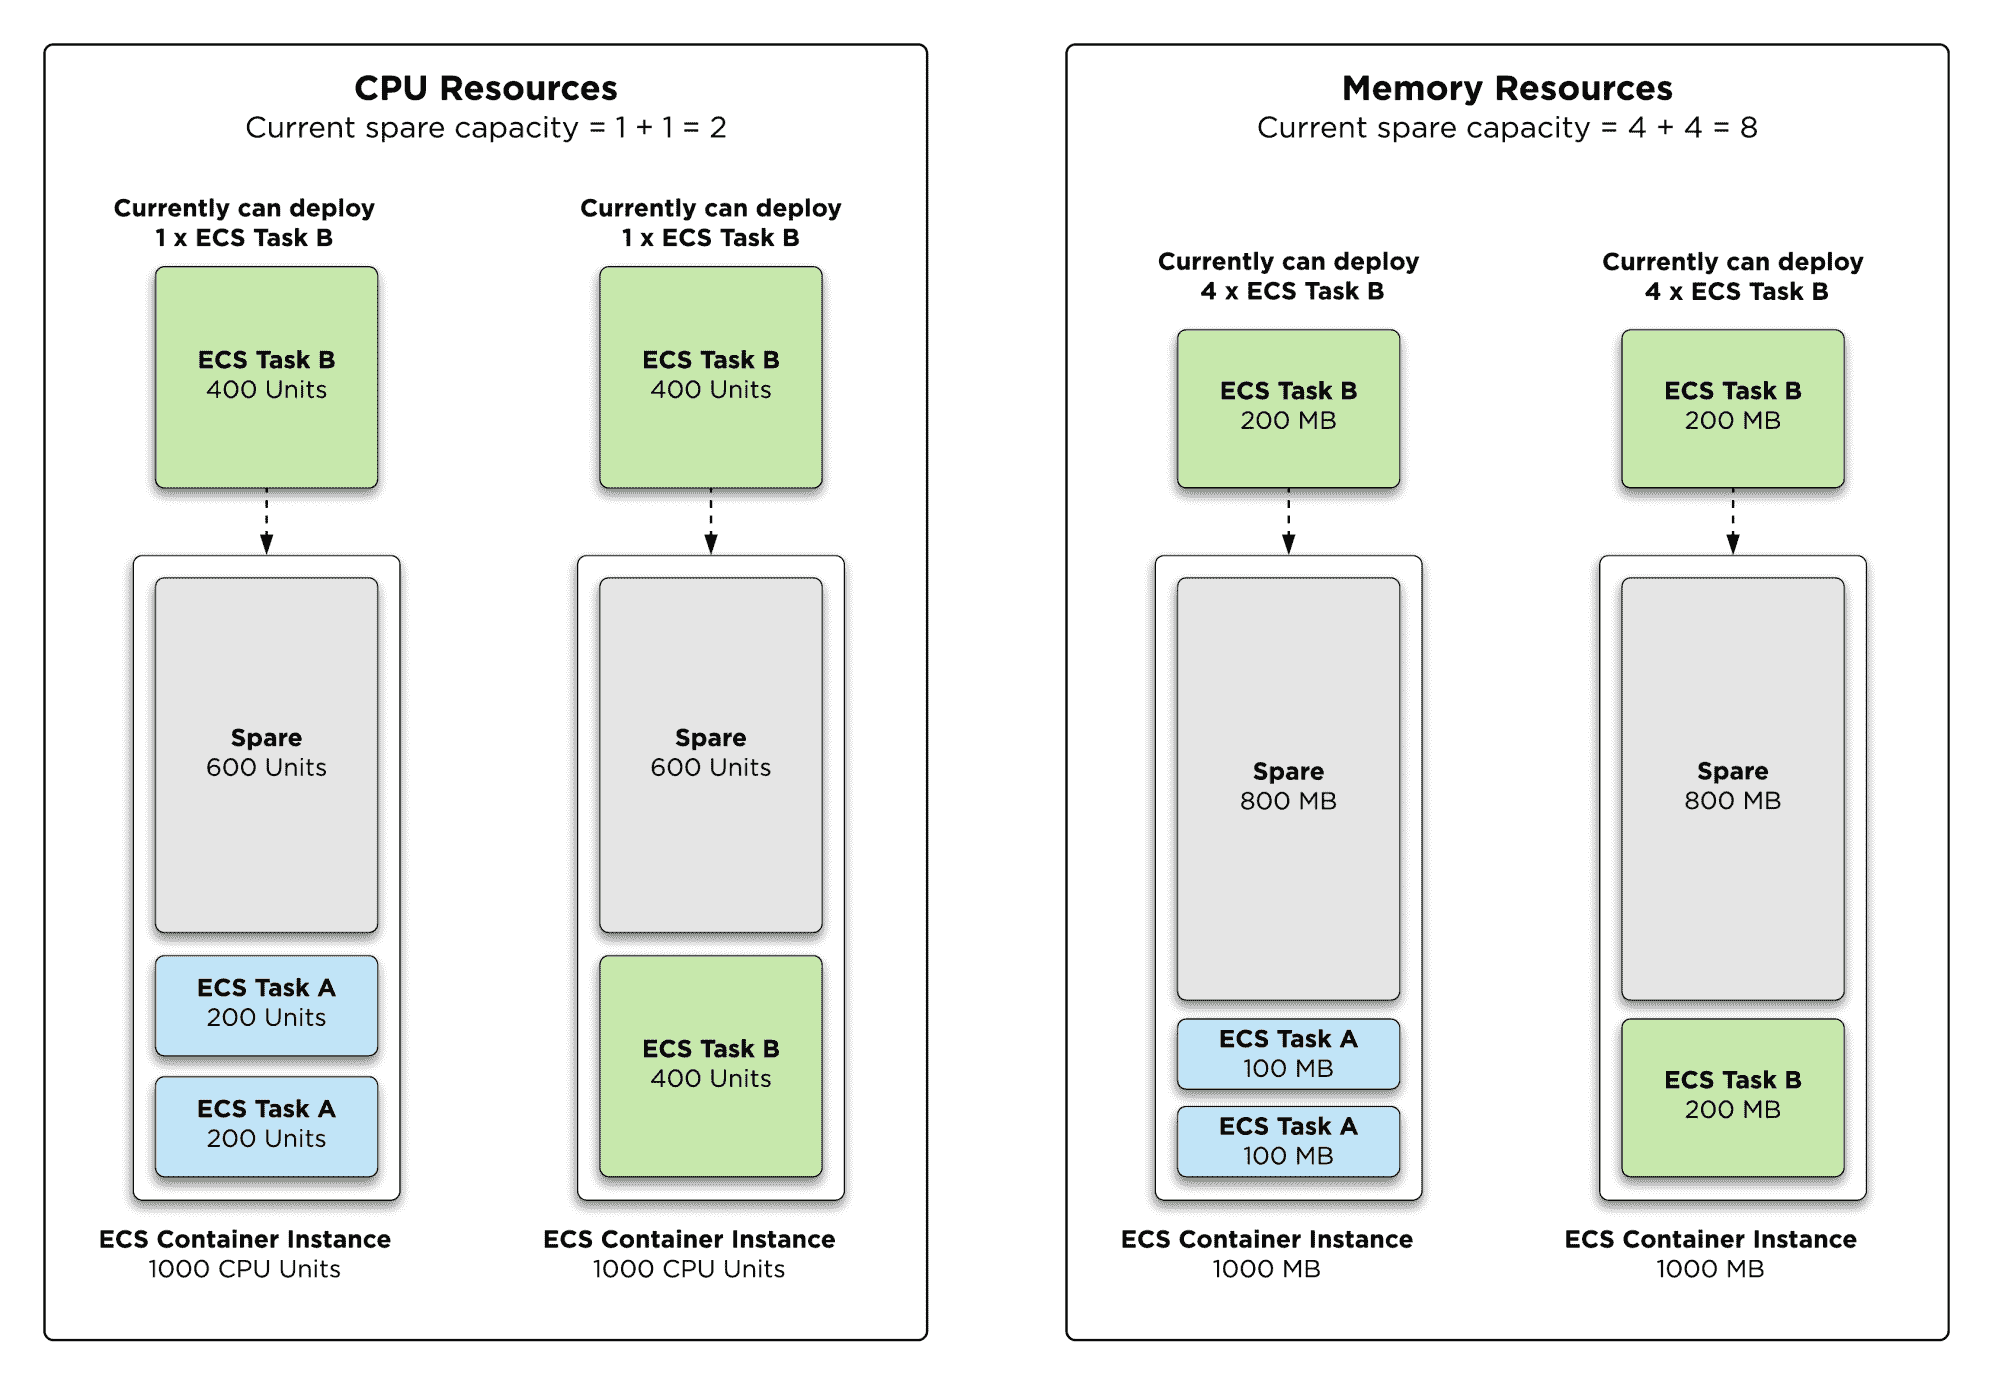 CPU Resources
Current spare capacity = 1 + 1 = 2
Currently can deploy
1 x ECS Task B
Currently can deploy
1 x ECS Task B
ECS Task B
400 Units
ECS Task B
400 Units
Spare
600 Units
Spare
600 Units
ECS Task A
200 Units
ECS Task A
200 Units
ECS Task B
400 Units
ECS Container Instance
1000 CPU Units
ECS Container Instance
1000 CPU Units
Memory Resources
Current spare capacity = 4 + 4 = 8
Currently can deploy
4 x ECS Task B
Currently can deploy
4 x ECS Task B
ECS Task B
200 MB
ECS Task B
200 MB
Spare
800 MB
Spare
800 MB
ECS Task A
100 MB
ECS Task A
100 MB
ECS Task B
200 MB
ECS Container Instance
1000 MB
ECS Container Instance
1000 MB